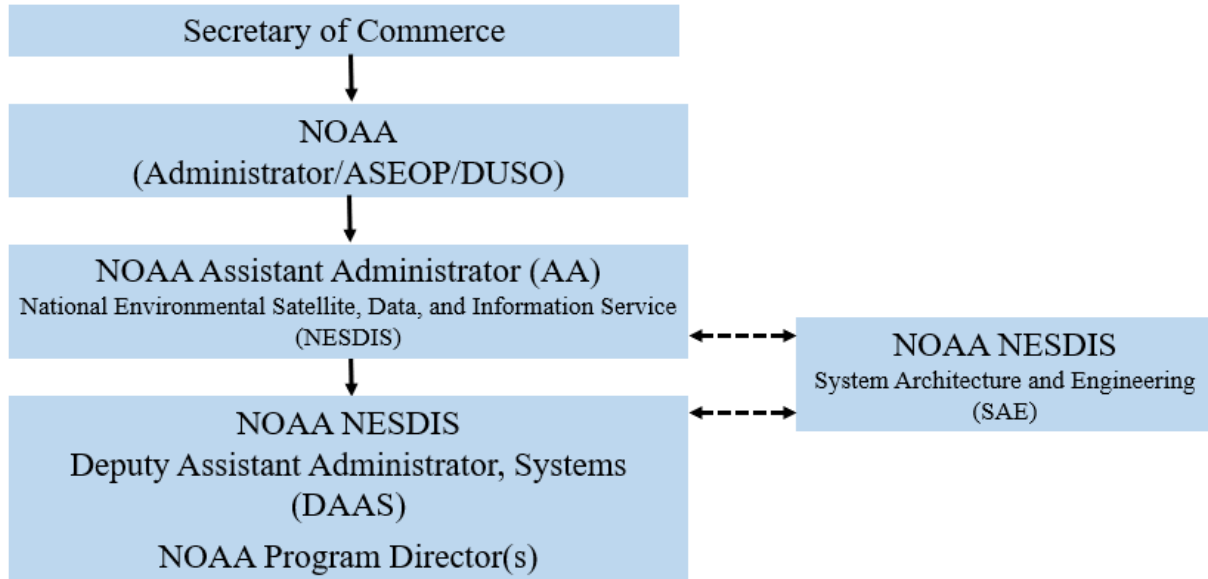 Secretary of Commerce
NOAA
(Administrator/ASEOP/DUSO)
NOAA Assistant Administrator (AA)
National Environmental Satellite, Data, and Information Service
(NESDIS)
NOAA NESDIS
System Architecture and Engineering
(SAE)
NOAA NESDIS
Deputy Assistant Administrator, Systems
(DAAS)
NOAA Program Director(s)